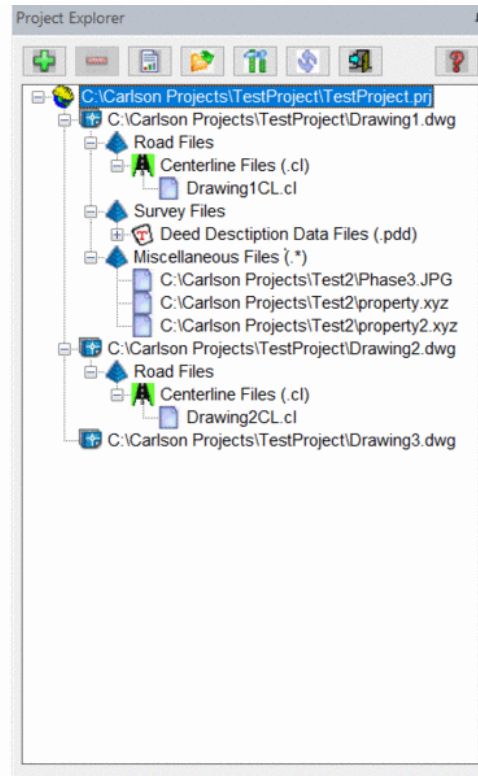 Project Explorer
C:\Carlson Projects\TestProject\TestProject.prj
C:\Carlson Projects\TestProject\Drawing1.dwg
Road Files
Centerline Files (.cl)
Drawing1CL.cl
Survey Files
Deed Desctiption Data Files (.pdd)
Miscellaneous Files (.*)
C:\Carlson Projects\Test2\Phase3.JPG
C:\Carlson Projects\Test2\property.xyz
C:\Carlson Projects\Test2\property2.xyz
C:\Carlson Projects\TestProject\Drawing2.dwg
Road Files
Centerline Files (.cl)
Drawing2CL.cl
C:\Carlson Projects\TestProject\Drawing3.dwg